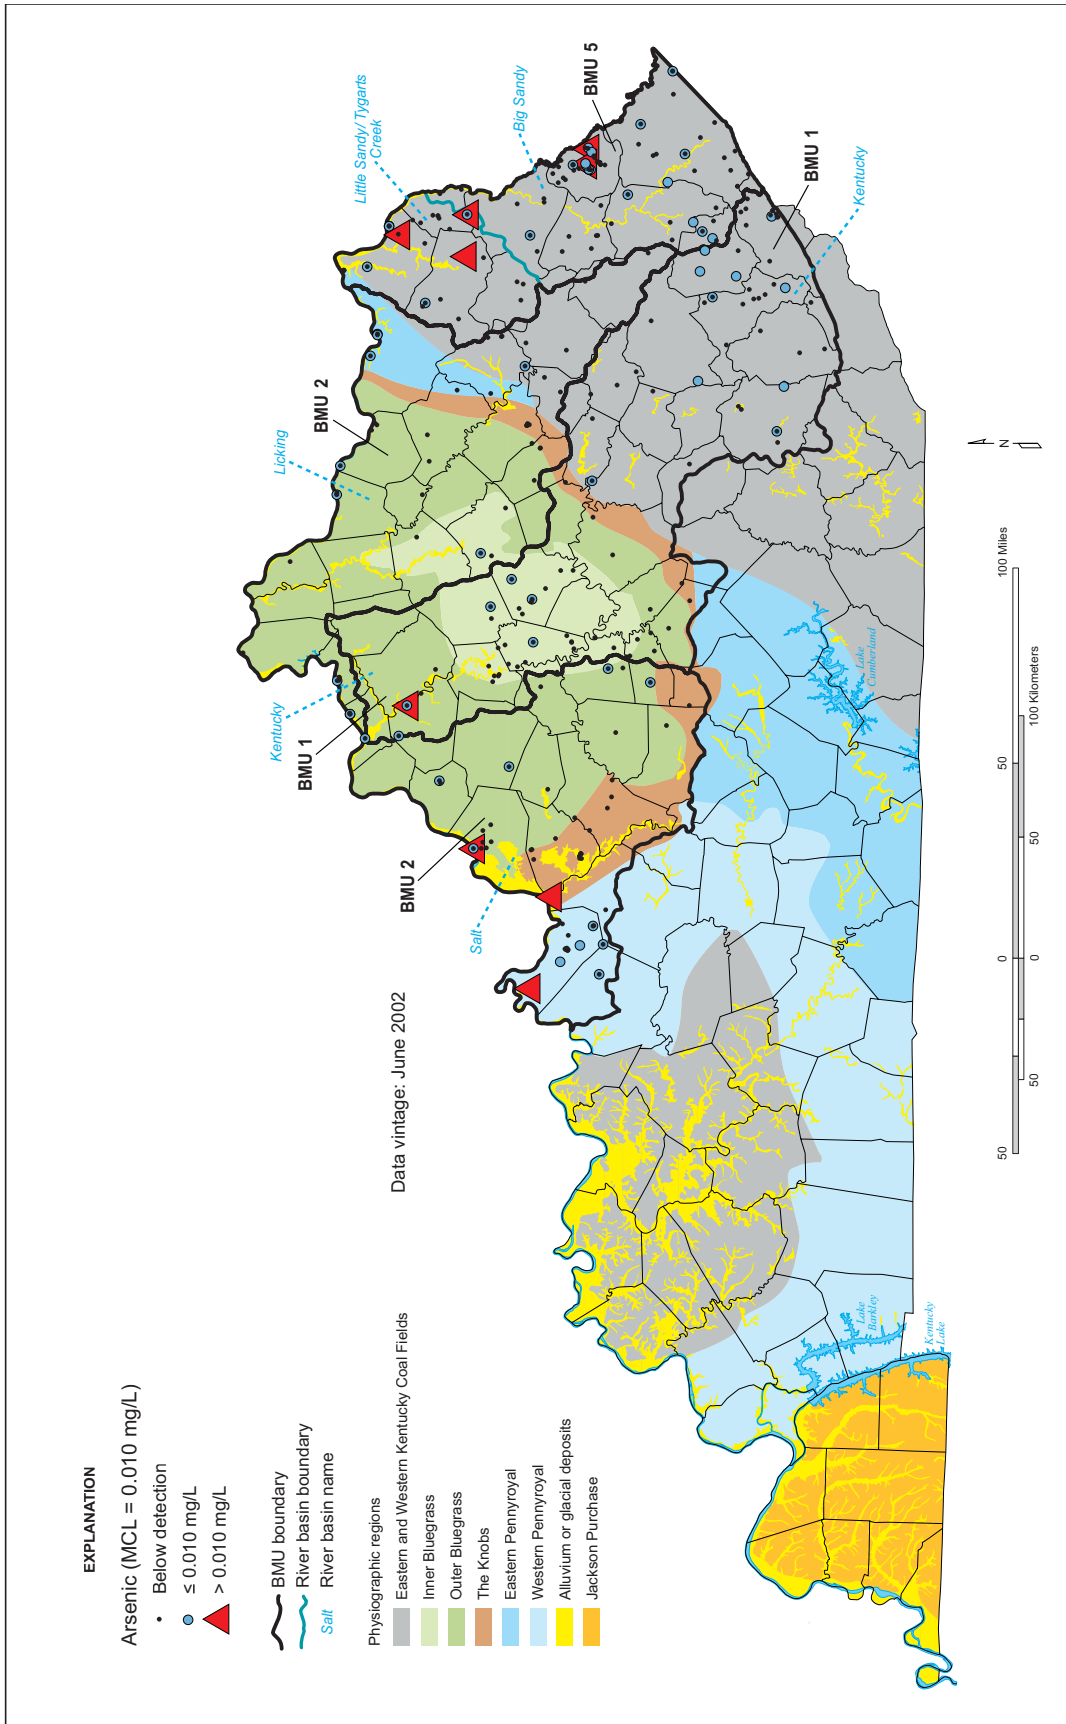 EXPLANATION
Arsenic (MCL = 0.010 mg/L)
Below detection
≤ 0.010 mg/L
> 0.010 mg/L
BMU boundary
River basin boundary
Salt River basin name
Physiographic regions
Eastern and Western Kentucky Coal Fields
Inner Bluegrass
Outer Bluegrass
The Knobs
Eastern Pennyroyal
Western Pennyroyal
Alluvium or glacial deposits
Jackson Purchase
Data vintage: June 2002
Salt
BMU 2
BMU 1
Kentucky
Licking
BMU 2
Little Sandy/Tygarts
Creek
Big Sandy
BMU 5
BMU 1
Kentucky
Lake
Cumberland
Lake
Barkley
Kentucky
Lake
N
50 0 50 100 Miles
50 0 50 100 Kilometers